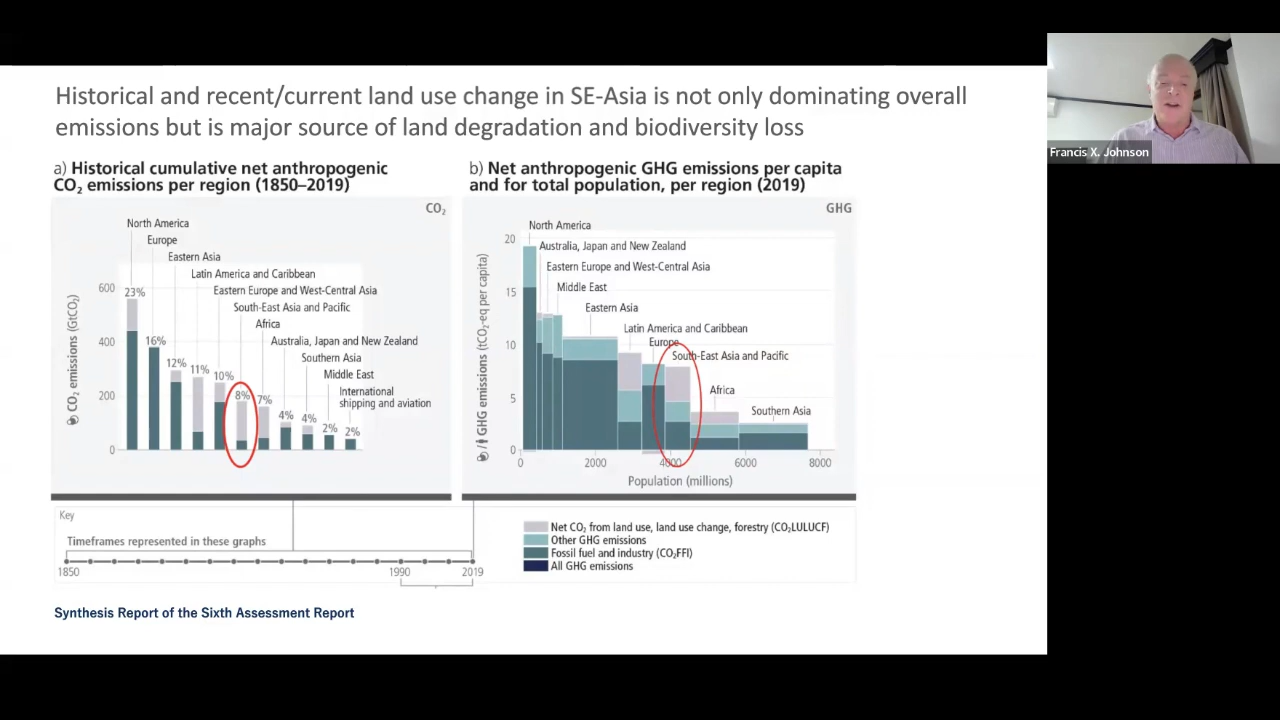 Historical and recent/current land use change in SE-Asia is not only dominating overall
emissions but is major source of land degradation and biodiversity loss
Francis X. Johnson
a) Historical cumulative net anthropogenic
CO₂ emissions per region (1850–2019)
CO₂
North America
Europe
Eastern Asia
Latin America and Caribbean
Eastern Europe and West-Central Asia
South-East Asia and Pacific
Africa
Australia, Japan and New Zealand
Southern Asia
Middle East
International
shipping and aviation
CO₂ emissions (GtCO₂)
600
400
200
0
23%
16%
12%
11%
10%
8%
7%
4%
4%
2%
2%
b) Net anthropogenic GHG emissions per capita
and for total population, per region (2019)
GHG
North America
Australia, Japan and New Zealand
Eastern Europe and West-Central Asia
Middle East
Eastern Asia
Latin America and Caribbean
Europe
South-East Asia and Pacific
Africa
Southern Asia
/ GHG emissions (tCO₂-eq per capita)
20
15
10
5
0
0 2000 4000 6000 8000
Population (millions)
Key
Timeframes represented in these graphs
1850 1990 2019
Net CO₂ from land use, land use change, forestry (CO₂LULUCF)
Other GHG emissions
Fossil fuel and industry (CO₂FFI)
All GHG emissions
Synthesis Report of the Sixth Assessment Report